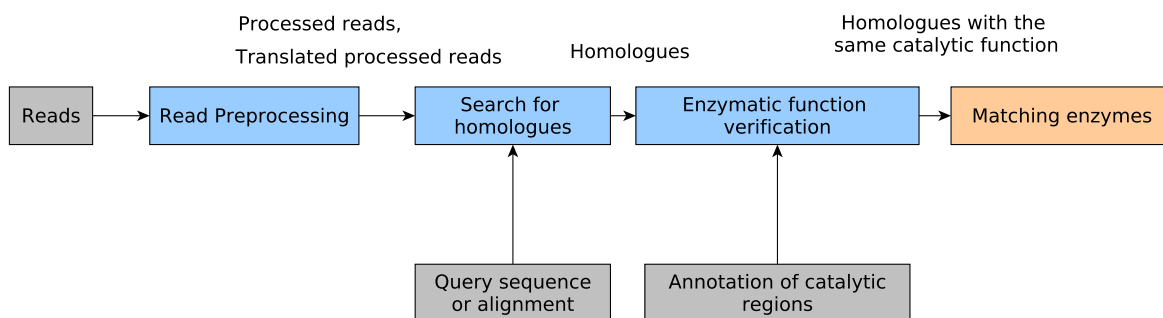 Processed reads,
Translated processed reads
Homologues
Homologues with the
same catalytic function
Reads
Read Preprocessing
Search for
homologues
Enzymatic function
verification
Matching enzymes
Query sequence
or alignment
Annotation of catalytic
regions